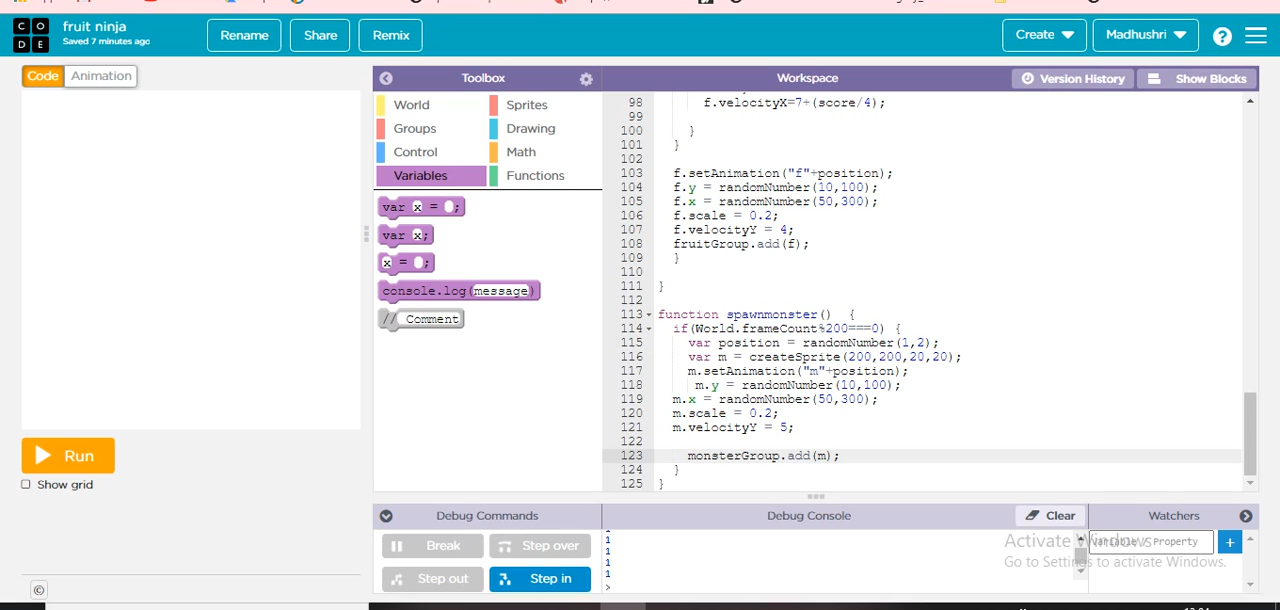 fruit ninja
Saved 7 minutes ago
Rename
Share
Remix
Create
Madhushri
?
CO
DE
Code
Animation
Toolbox
Workspace
Version History
Show Blocks
World
Sprites
Groups
Drawing
Control
Math
Variables
Functions
var x = ;
var x;
x = ;
console.log(message)
// Comment
98 f.velocityX=7+(score/4);
99
100 }
101 }
102
103 f.setAnimation("f"+position);
104 f.y = randomNumber(10,100);
105 f.x = randomNumber(50,300);
106 f.scale = 0.2;
107 f.velocityY = 4;
108 fruitGroup.add(f);
109 }
110
111 }
112
113 function spawnmonster() {
114 if(World.frameCount%200===0) {
115 var position = randomNumber(1,2);
116 var m = createSprite(200,200,20,20);
117 m.setAnimation("m"+position);
118 m.y = randomNumber(10,100);
119 m.x = randomNumber(50,300);
120 m.scale = 0.2;
121 m.velocityY = 5;
122
123 monsterGroup.add(m);
124 }
125 }
Run
Show grid
Debug Commands
Debug Console
Clear
Watchers
Break
Step over
Step out
Step in
1
1
1
1
>
Variable / Property
+
Activate Windows
Go to Settings to activate Windows.
©